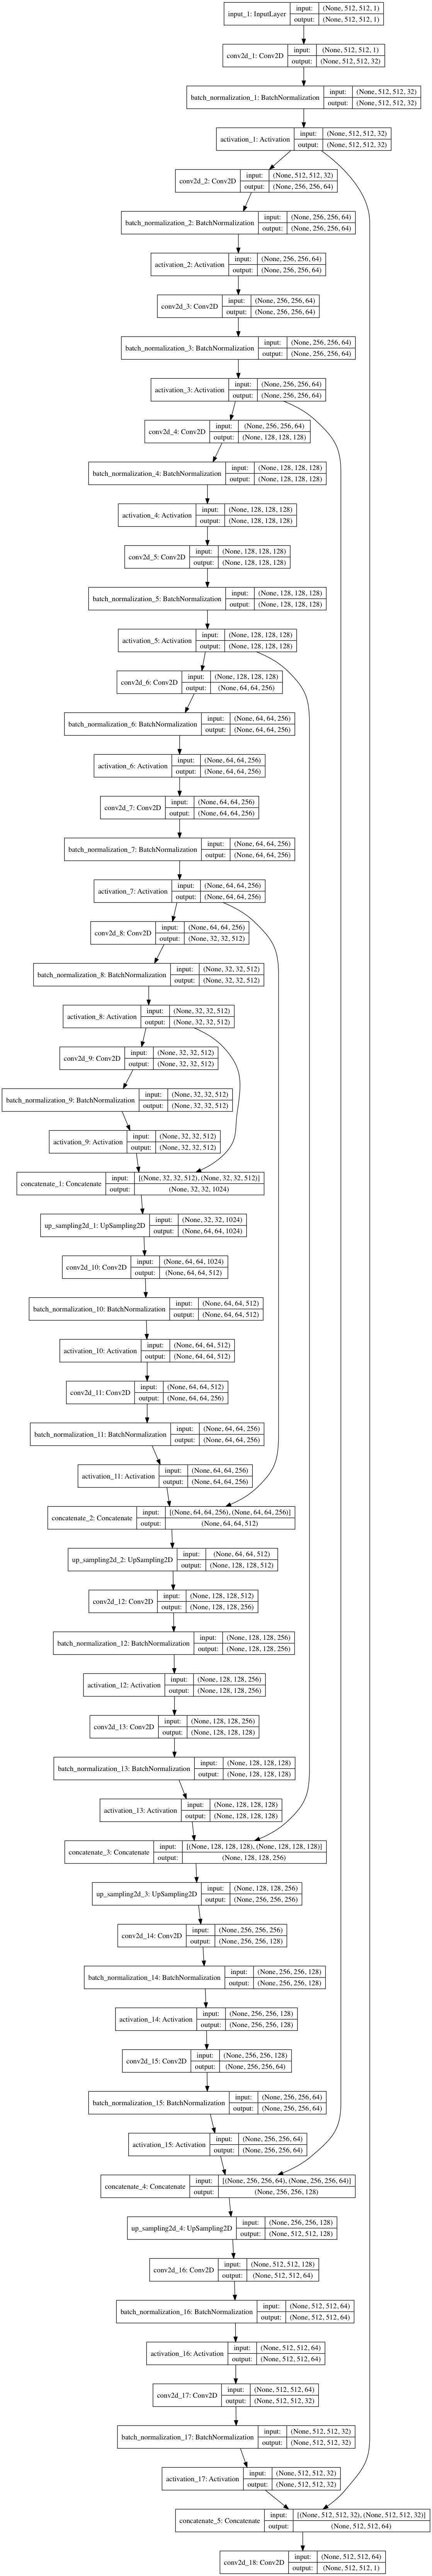 input_1: InputLayer input: (None, 512, 512, 1)
output: (None, 512, 512, 1)
conv2d_1: Conv2D input: (None, 512, 512, 1)
output: (None, 512, 512, 32)
batch_normalization_1: BatchNormalization input: (None, 512, 512, 32)
output: (None, 512, 512, 32)
activation_1: Activation input: (None, 512, 512, 32)
output: (None, 512, 512, 32)
conv2d_2: Conv2D input: (None, 512, 512, 32)
output: (None, 256, 256, 64)
batch_normalization_2: BatchNormalization input: (None, 256, 256, 64)
output: (None, 256, 256, 64)
activation_2: Activation input: (None, 256, 256, 64)
output: (None, 256, 256, 64)
conv2d_3: Conv2D input: (None, 256, 256, 64)
output: (None, 256, 256, 64)
batch_normalization_3: BatchNormalization input: (None, 256, 256, 64)
output: (None, 256, 256, 64)
activation_3: Activation input: (None, 256, 256, 64)
output: (None, 256, 256, 64)
conv2d_4: Conv2D input: (None, 256, 256, 64)
output: (None, 128, 128, 128)
batch_normalization_4: BatchNormalization input: (None, 128, 128, 128)
output: (None, 128, 128, 128)
activation_4: Activation input: (None, 128, 128, 128)
output: (None, 128, 128, 128)
conv2d_5: Conv2D input: (None, 128, 128, 128)
output: (None, 128, 128, 128)
batch_normalization_5: BatchNormalization input: (None, 128, 128, 128)
output: (None, 128, 128, 128)
activation_5: Activation input: (None, 128, 128, 128)
output: (None, 128, 128, 128)
conv2d_6: Conv2D input: (None, 128, 128, 128)
output: (None, 64, 64, 256)
batch_normalization_6: BatchNormalization input: (None, 64, 64, 256)
output: (None, 64, 64, 256)
activation_6: Activation input: (None, 64, 64, 256)
output: (None, 64, 64, 256)
conv2d_7: Conv2D input: (None, 64, 64, 256)
output: (None, 64, 64, 256)
batch_normalization_7: BatchNormalization input: (None, 64, 64, 256)
output: (None, 64, 64, 256)
activation_7: Activation input: (None, 64, 64, 256)
output: (None, 64, 64, 256)
conv2d_8: Conv2D input: (None, 64, 64, 256)
output: (None, 32, 32, 512)
batch_normalization_8: BatchNormalization input: (None, 32, 32, 512)
output: (None, 32, 32, 512)
activation_8: Activation input: (None, 32, 32, 512)
output: (None, 32, 32, 512)
conv2d_9: Conv2D input: (None, 32, 32, 512)
output: (None, 32, 32, 512)
batch_normalization_9: BatchNormalization input: (None, 32, 32, 512)
output: (None, 32, 32, 512)
activation_9: Activation input: (None, 32, 32, 512)
output: (None, 32, 32, 512)
concatenate_1: Concatenate input: [(None, 32, 32, 512), (None, 32, 32, 512)]
output: (None, 32, 32, 1024)
up_sampling2d_1: UpSampling2D input: (None, 32, 32, 1024)
output: (None, 64, 64, 1024)
conv2d_10: Conv2D input: (None, 64, 64, 1024)
output: (None, 64, 64, 512)
batch_normalization_10: BatchNormalization input: (None, 64, 64, 512)
output: (None, 64, 64, 512)
activation_10: Activation input: (None, 64, 64, 512)
output: (None, 64, 64, 512)
conv2d_11: Conv2D input: (None, 64, 64, 512)
output: (None, 64, 64, 256)
batch_normalization_11: BatchNormalization input: (None, 64, 64, 256)
output: (None, 64, 64, 256)
activation_11: Activation input: (None, 64, 64, 256)
output: (None, 64, 64, 256)
concatenate_2: Concatenate input: [(None, 64, 64, 256), (None, 64, 64, 256)]
output: (None, 64, 64, 512)
up_sampling2d_2: UpSampling2D input: (None, 64, 64, 512)
output: (None, 128, 128, 512)
conv2d_12: Conv2D input: (None, 128, 128, 512)
output: (None, 128, 128, 256)
batch_normalization_12: BatchNormalization input: (None, 128, 128, 256)
output: (None, 128, 128, 256)
activation_12: Activation input: (None, 128, 128, 256)
output: (None, 128, 128, 256)
conv2d_13: Conv2D input: (None, 128, 128, 256)
output: (None, 128, 128, 128)
batch_normalization_13: BatchNormalization input: (None, 128, 128, 128)
output: (None, 128, 128, 128)
activation_13: Activation input: (None, 128, 128, 128)
output: (None, 128, 128, 128)
concatenate_3: Concatenate input: [(None, 128, 128, 128), (None, 128, 128, 128)]
output: (None, 128, 128, 256)
up_sampling2d_3: UpSampling2D input: (None, 128, 128, 256)
output: (None, 256, 256, 256)
conv2d_14: Conv2D input: (None, 256, 256, 256)
output: (None, 256, 256, 128)
batch_normalization_14: BatchNormalization input: (None, 256, 256, 128)
output: (None, 256, 256, 128)
activation_14: Activation input: (None, 256, 256, 128)
output: (None, 256, 256, 128)
conv2d_15: Conv2D input: (None, 256, 256, 128)
output: (None, 256, 256, 64)
batch_normalization_15: BatchNormalization input: (None, 256, 256, 64)
output: (None, 256, 256, 64)
activation_15: Activation input: (None, 256, 256, 64)
output: (None, 256, 256, 64)
concatenate_4: Concatenate input: [(None, 256, 256, 64), (None, 256, 256, 64)]
output: (None, 256, 256, 128)
up_sampling2d_4: UpSampling2D input: (None, 256, 256, 128)
output: (None, 512, 512, 128)
conv2d_16: Conv2D input: (None, 512, 512, 128)
output: (None, 512, 512, 64)
batch_normalization_16: BatchNormalization input: (None, 512, 512, 64)
output: (None, 512, 512, 64)
activation_16: Activation input: (None, 512, 512, 64)
output: (None, 512, 512, 64)
conv2d_17: Conv2D input: (None, 512, 512, 64)
output: (None, 512, 512, 32)
batch_normalization_17: BatchNormalization input: (None, 512, 512, 32)
output: (None, 512, 512, 32)
activation_17: Activation input: (None, 512, 512, 32)
output: (None, 512, 512, 32)
concatenate_5: Concatenate input: [(None, 512, 512, 32), (None, 512, 512, 32)]
output: (None, 512, 512, 64)
conv2d_18: Conv2D input: (None, 512, 512, 64)
output: (None, 512, 512, 1)